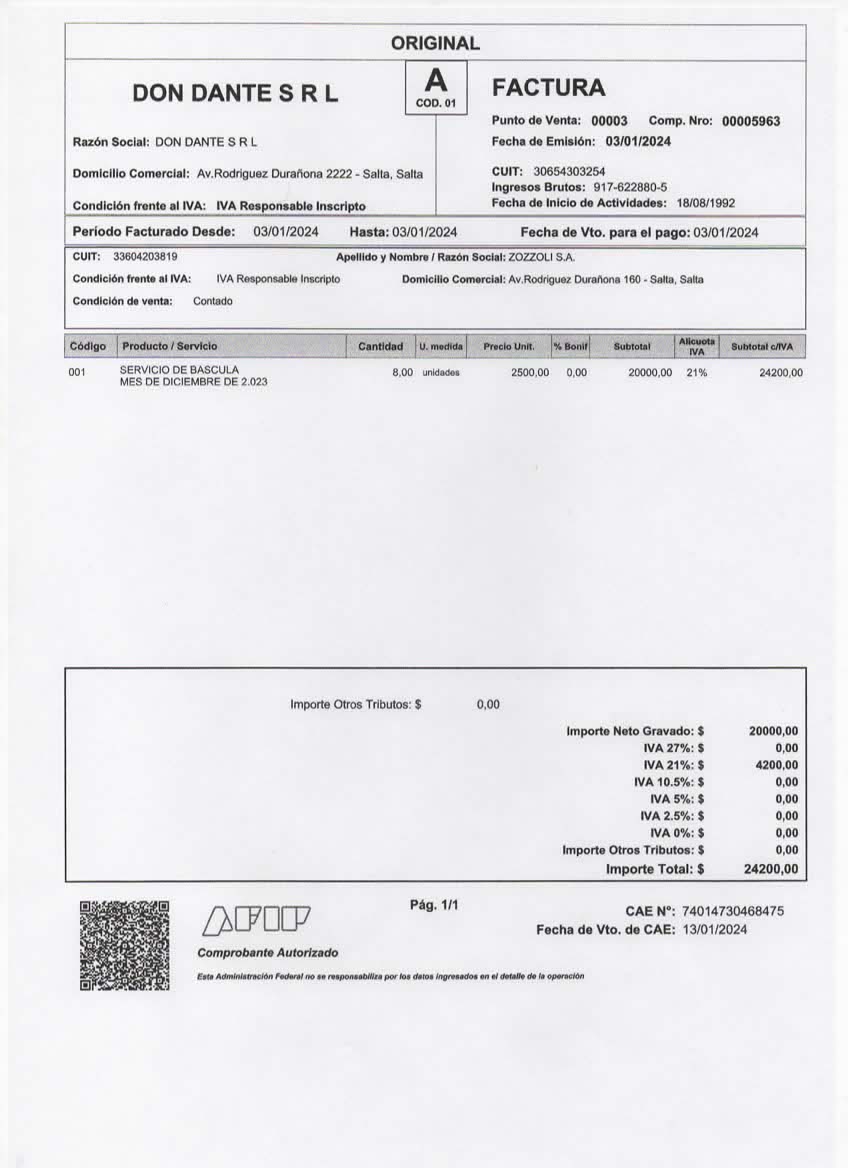 ORIGINAL
DON DANTE S R L
A
COD. 01
FACTURA
Punto de Venta: 00003 Comp. Nro: 00005963
Razón Social: DON DANTE S R L
Fecha de Emisión: 03/01/2024
Domicilio Comercial: Av.Rodriguez Durañona 2222 - Salta, Salta
CUIT: 30654303254
Ingresos Brutos: 917-622880-5
Condición frente al IVA: IVA Responsable Inscripto
Fecha de Inicio de Actividades: 18/08/1992
Período Facturado Desde: 03/01/2024 Hasta: 03/01/2024 Fecha de Vto. para el pago: 03/01/2024
CUIT: 33604203819 Apellido y Nombre / Razón Social: ZOZZOLI S.A.
Condición frente al IVA: IVA Responsable Inscripto Domicilio Comercial: Av.Rodriguez Durañona 160 - Salta, Salta
Condición de venta: Contado
Código Producto / Servicio Cantidad U. medida Precio Unit. % Bonif Subtotal Alicuota IVA Subtotal c/IVA
001 SERVICIO DE BASCULA 8,00 unidades 2500,00 0,00 20000,00 21% 24200,00
MES DE DICIEMBRE DE 2.023
Importe Otros Tributos: $ 0,00
Importe Neto Gravado: $ 20000,00
IVA 27%: $ 0,00
IVA 21%: $ 4200,00
IVA 10.5%: $ 0,00
IVA 5%: $ 0,00
IVA 2.5%: $ 0,00
IVA 0%: $ 0,00
Importe Otros Tributos: $ 0,00
Importe Total: $ 24200,00
AFIP
Pág. 1/1
CAE N°: 74014730468475
Fecha de Vto. de CAE: 13/01/2024
Comprobante Autorizado
Esta Administración Federal no se responsabiliza por los datos ingresados en el detalle de la operación